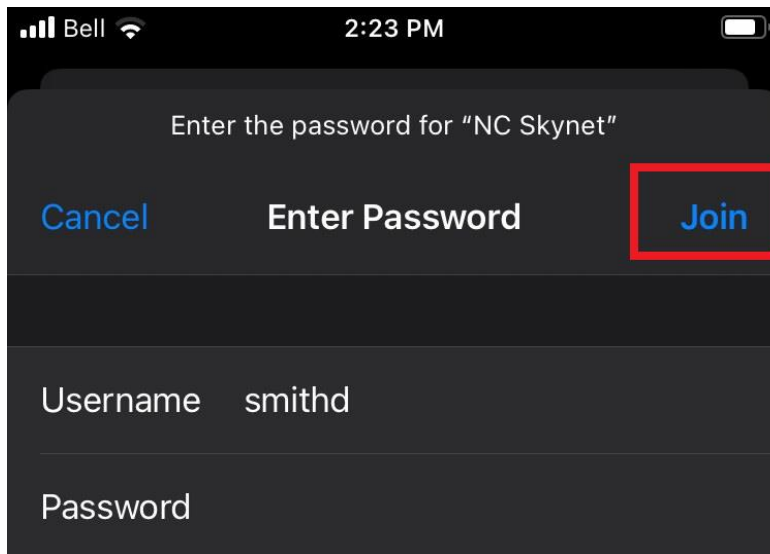 Bell 2:23 PM
Enter the password for “NC Skynet”
Cancel Enter Password Join
Username smithd
Password